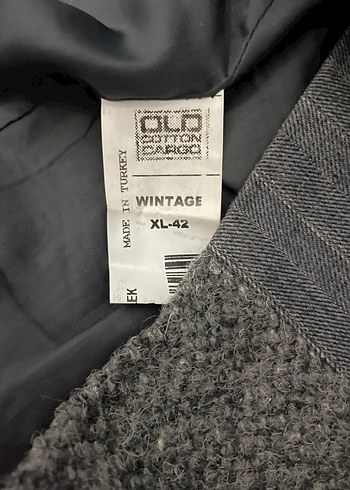 OLD
COTTON
CARGO
MADE IN TURKEY
WINTAGE
XL-42
EK